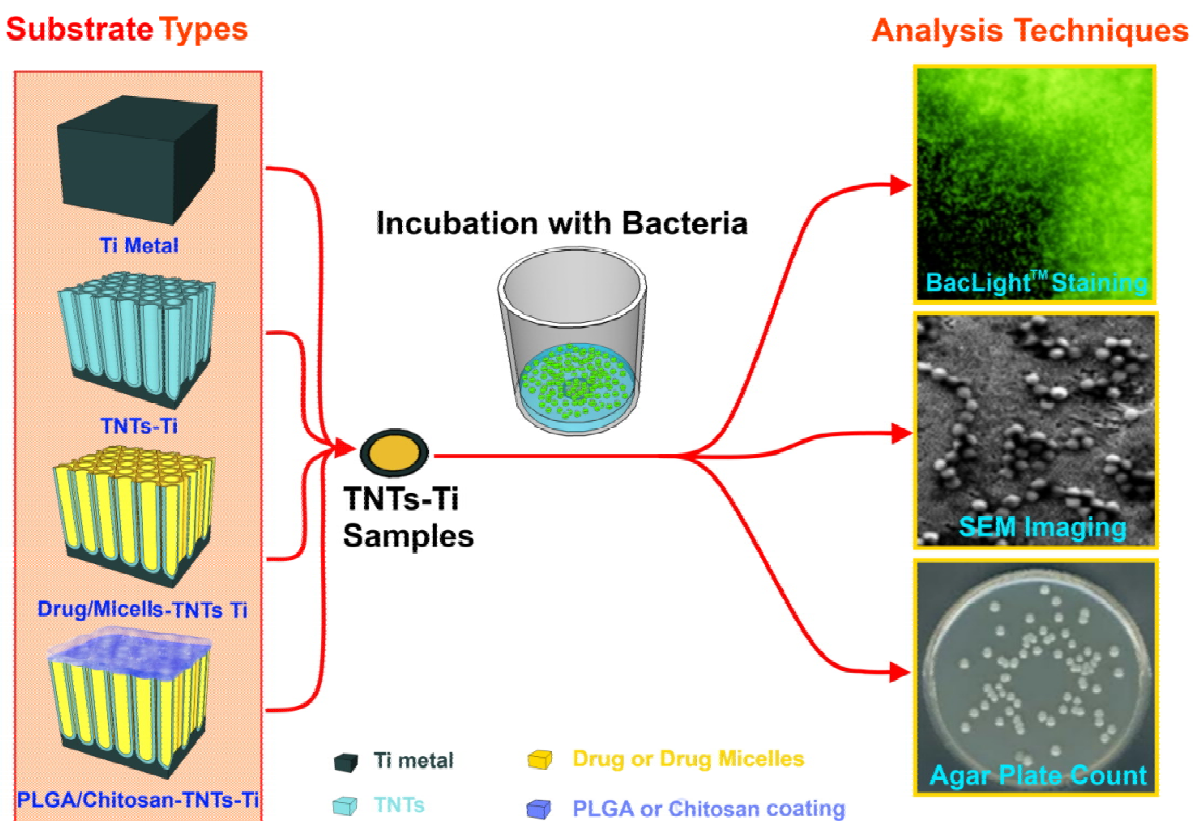 Substrate Types
Ti Metal
TNTs-Ti
Drug/Micells-TNTs Ti
PLGA/Chitosan-TNTs-Ti
Incubation with Bacteria
TNTs-Ti
Samples
Ti metal
Drug or Drug Micelles
TNTs
PLGA or Chitosan coating
Analysis Techniques
BacLight™ Staining
SEM Imaging
Agar Plate Count